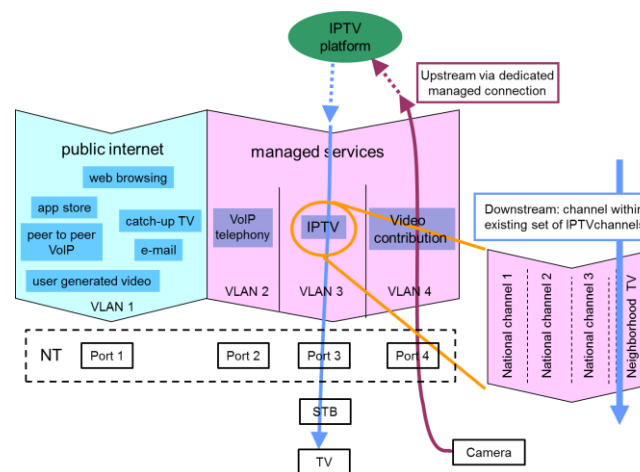 IPTV
platform
Upstream via dedicated
managed connection
public internet
managed services
web browsing
app store
catch-up TV
peer to peer
VoIP
e-mail
user generated video
VLAN 1
VoIP
telephony
IPTV
Video
contribution
VLAN 2
VLAN 3
VLAN 4
Downstream: channel within
existing set of IPTVchannels
National channel 1
National channel 2
National channel 3
Neighborhood TV
NT
Port 1
Port 2
Port 3
Port 4
STB
TV
Camera